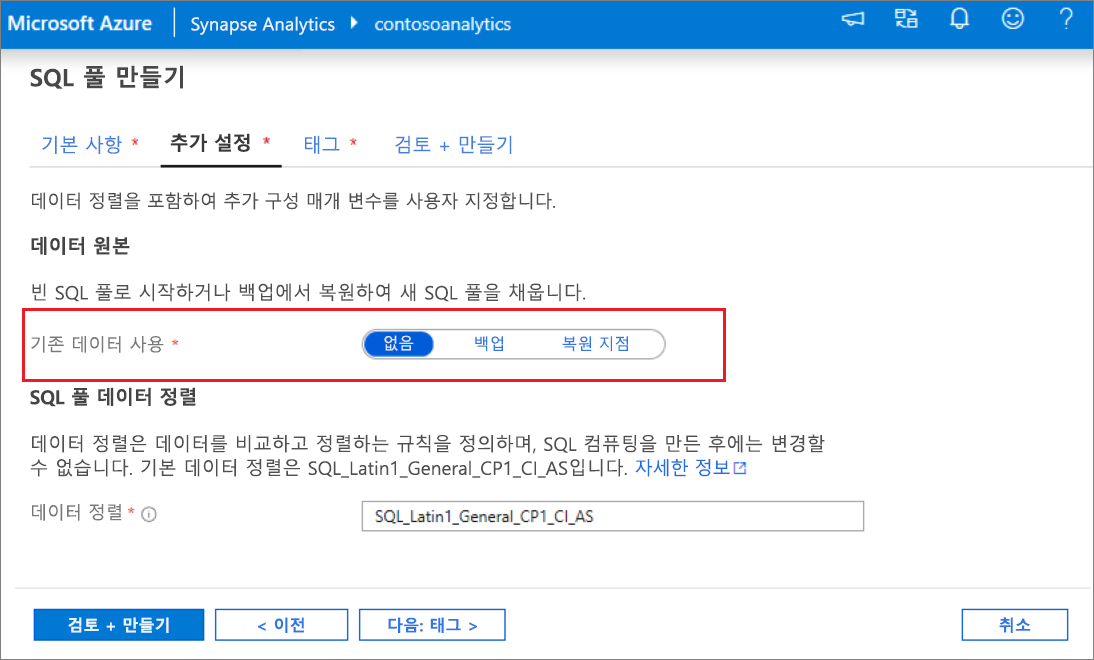 Microsoft Azure Synapse Analytics contosoanalytics ?
SQL 풀 만들기
기본 사항 * 추가 설정 * 태그 * 검토 + 만들기
데이터 정렬을 포함하여 추가 구성 매개 변수를 사용자 지정합니다.
데이터 원본
빈 SQL 풀로 시작하거나 백업에서 복원하여 새 SQL 풀을 채웁니다.
기존 데이터 사용 * 없음 백업 복원 지점
SQL 풀 데이터 정렬
데이터 정렬은 데이터를 비교하고 정렬하는 규칙을 정의하며, SQL 컴퓨팅을 만든 후에는 변경할
수 없습니다. 기본 데이터 정렬은 SQL_Latin1_General_CP1_CI_AS입니다. 자세한 정보
데이터 정렬 * SQL_Latin1_General_CP1_CI_AS
검토 + 만들기 < 이전 다음: 태그 > 취소